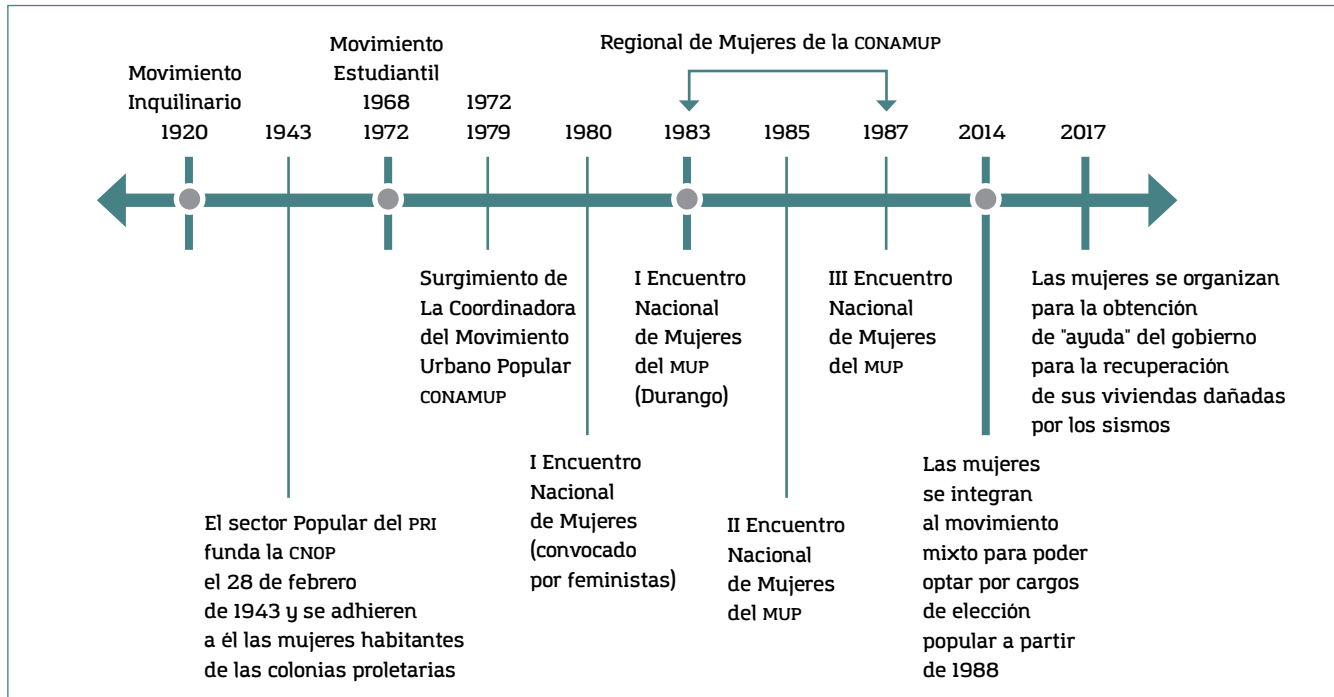 Movimiento
Inquilinario
1920
1943
Movimiento
Estudiantil
1968
1972
1972
1979
1980
Regional de Mujeres de la CONAMUP
1983
1985
1987
2014
2017
Surgimiento de
La Coordinadora
del Movimiento
Urbano Popular
CONAMUP
I Encuentro
Nacional
de Mujeres
del MUP
(Durango)
III Encuentro
Nacional
de Mujeres
del MUP
Las mujeres se organizan
para la obtención
de "ayuda" del gobierno
para la recuperación
de sus viviendas dañadas
por los sismos
El sector Popular del PRI
funda la CNOP
el 28 de febrero
de 1943 y se adhieren
a él las mujeres habitantes
de las colonias proletarias
I Encuentro
Nacional
de Mujeres
(convocado
por feministas)
II Encuentro
Nacional
de Mujeres
del MUP
Las mujeres
se integran
al movimiento
mixto para poder
optar por cargos
de elección
popular a partir
de 1988